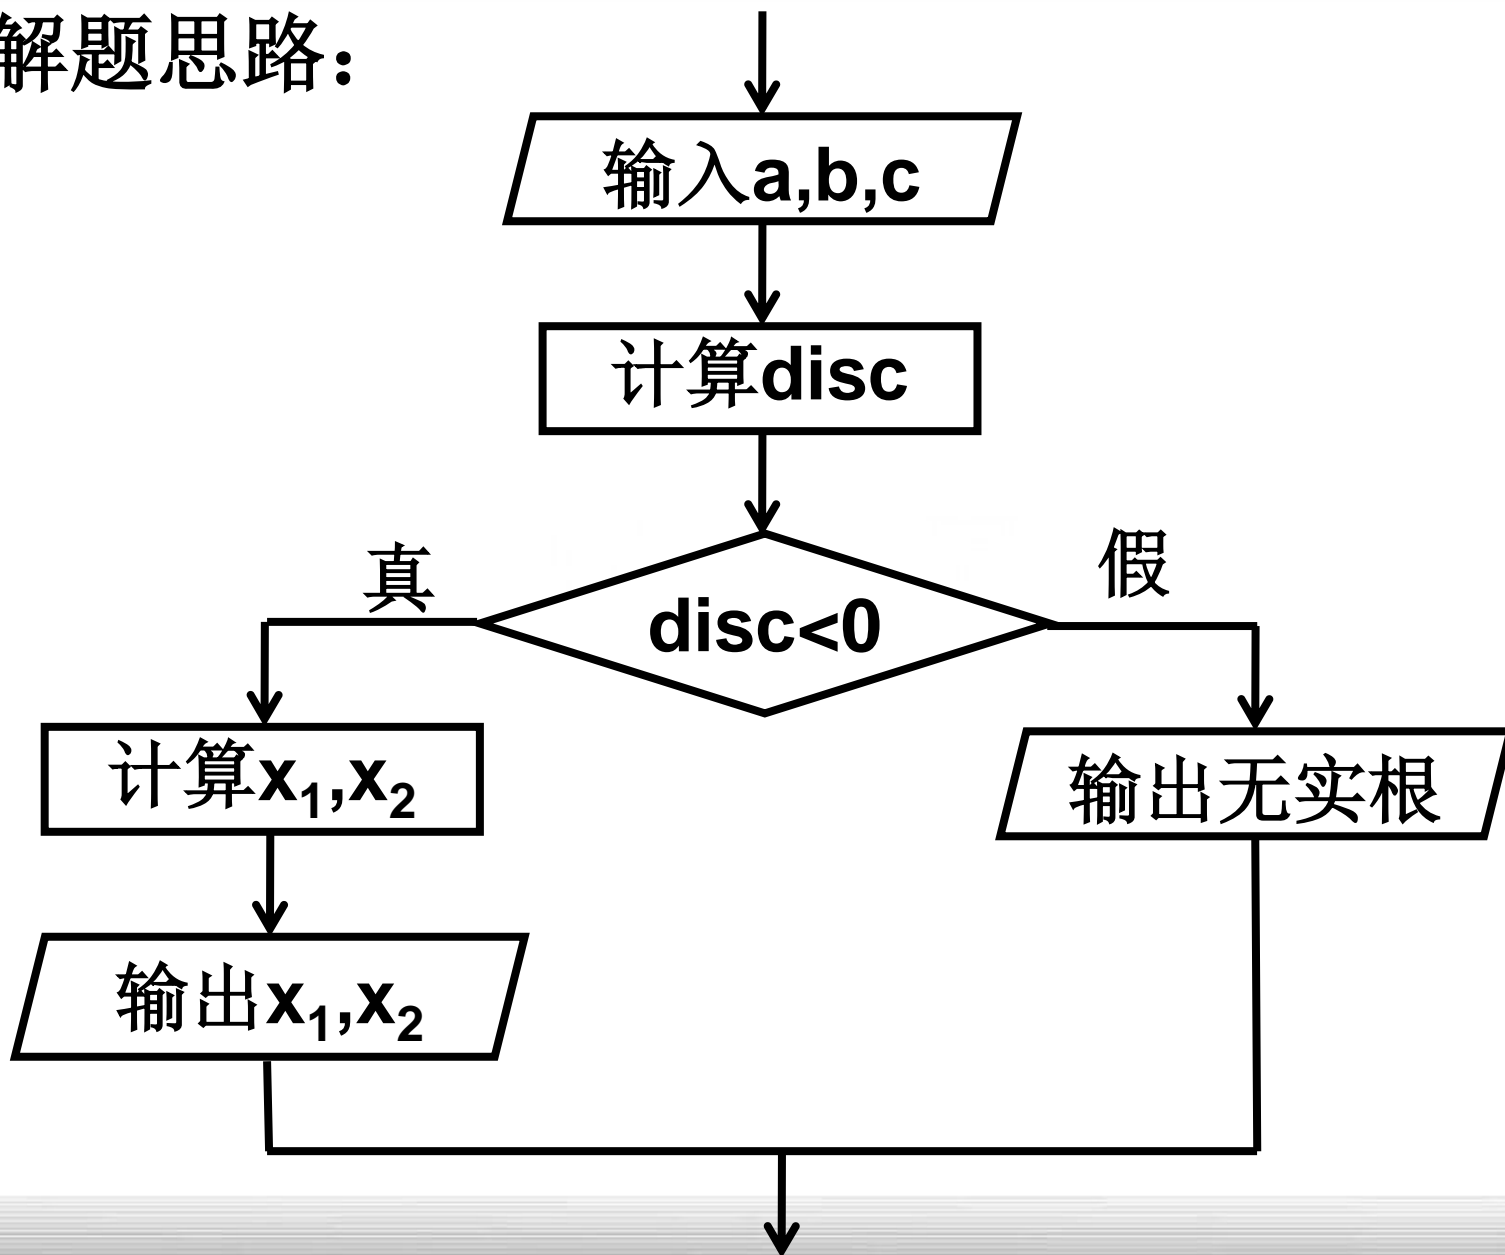 解题思路：
输入a,b,c
计算disc
真
假
disc<0
计算x₁,x₂
输出无实根
输出x₁,x₂